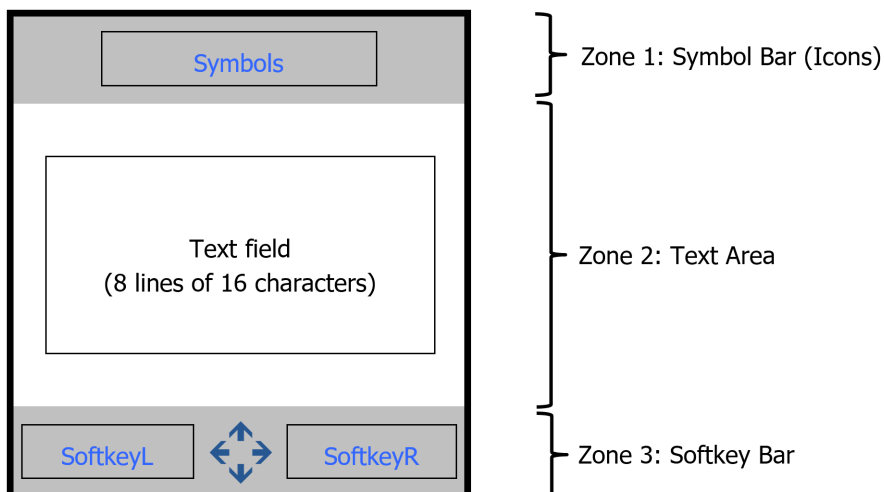 Symbols
Zone 1: Symbol Bar (Icons)
Text field
(8 lines of 16 characters)
Zone 2: Text Area
SoftkeyL
SoftkeyR
Zone 3: Softkey Bar